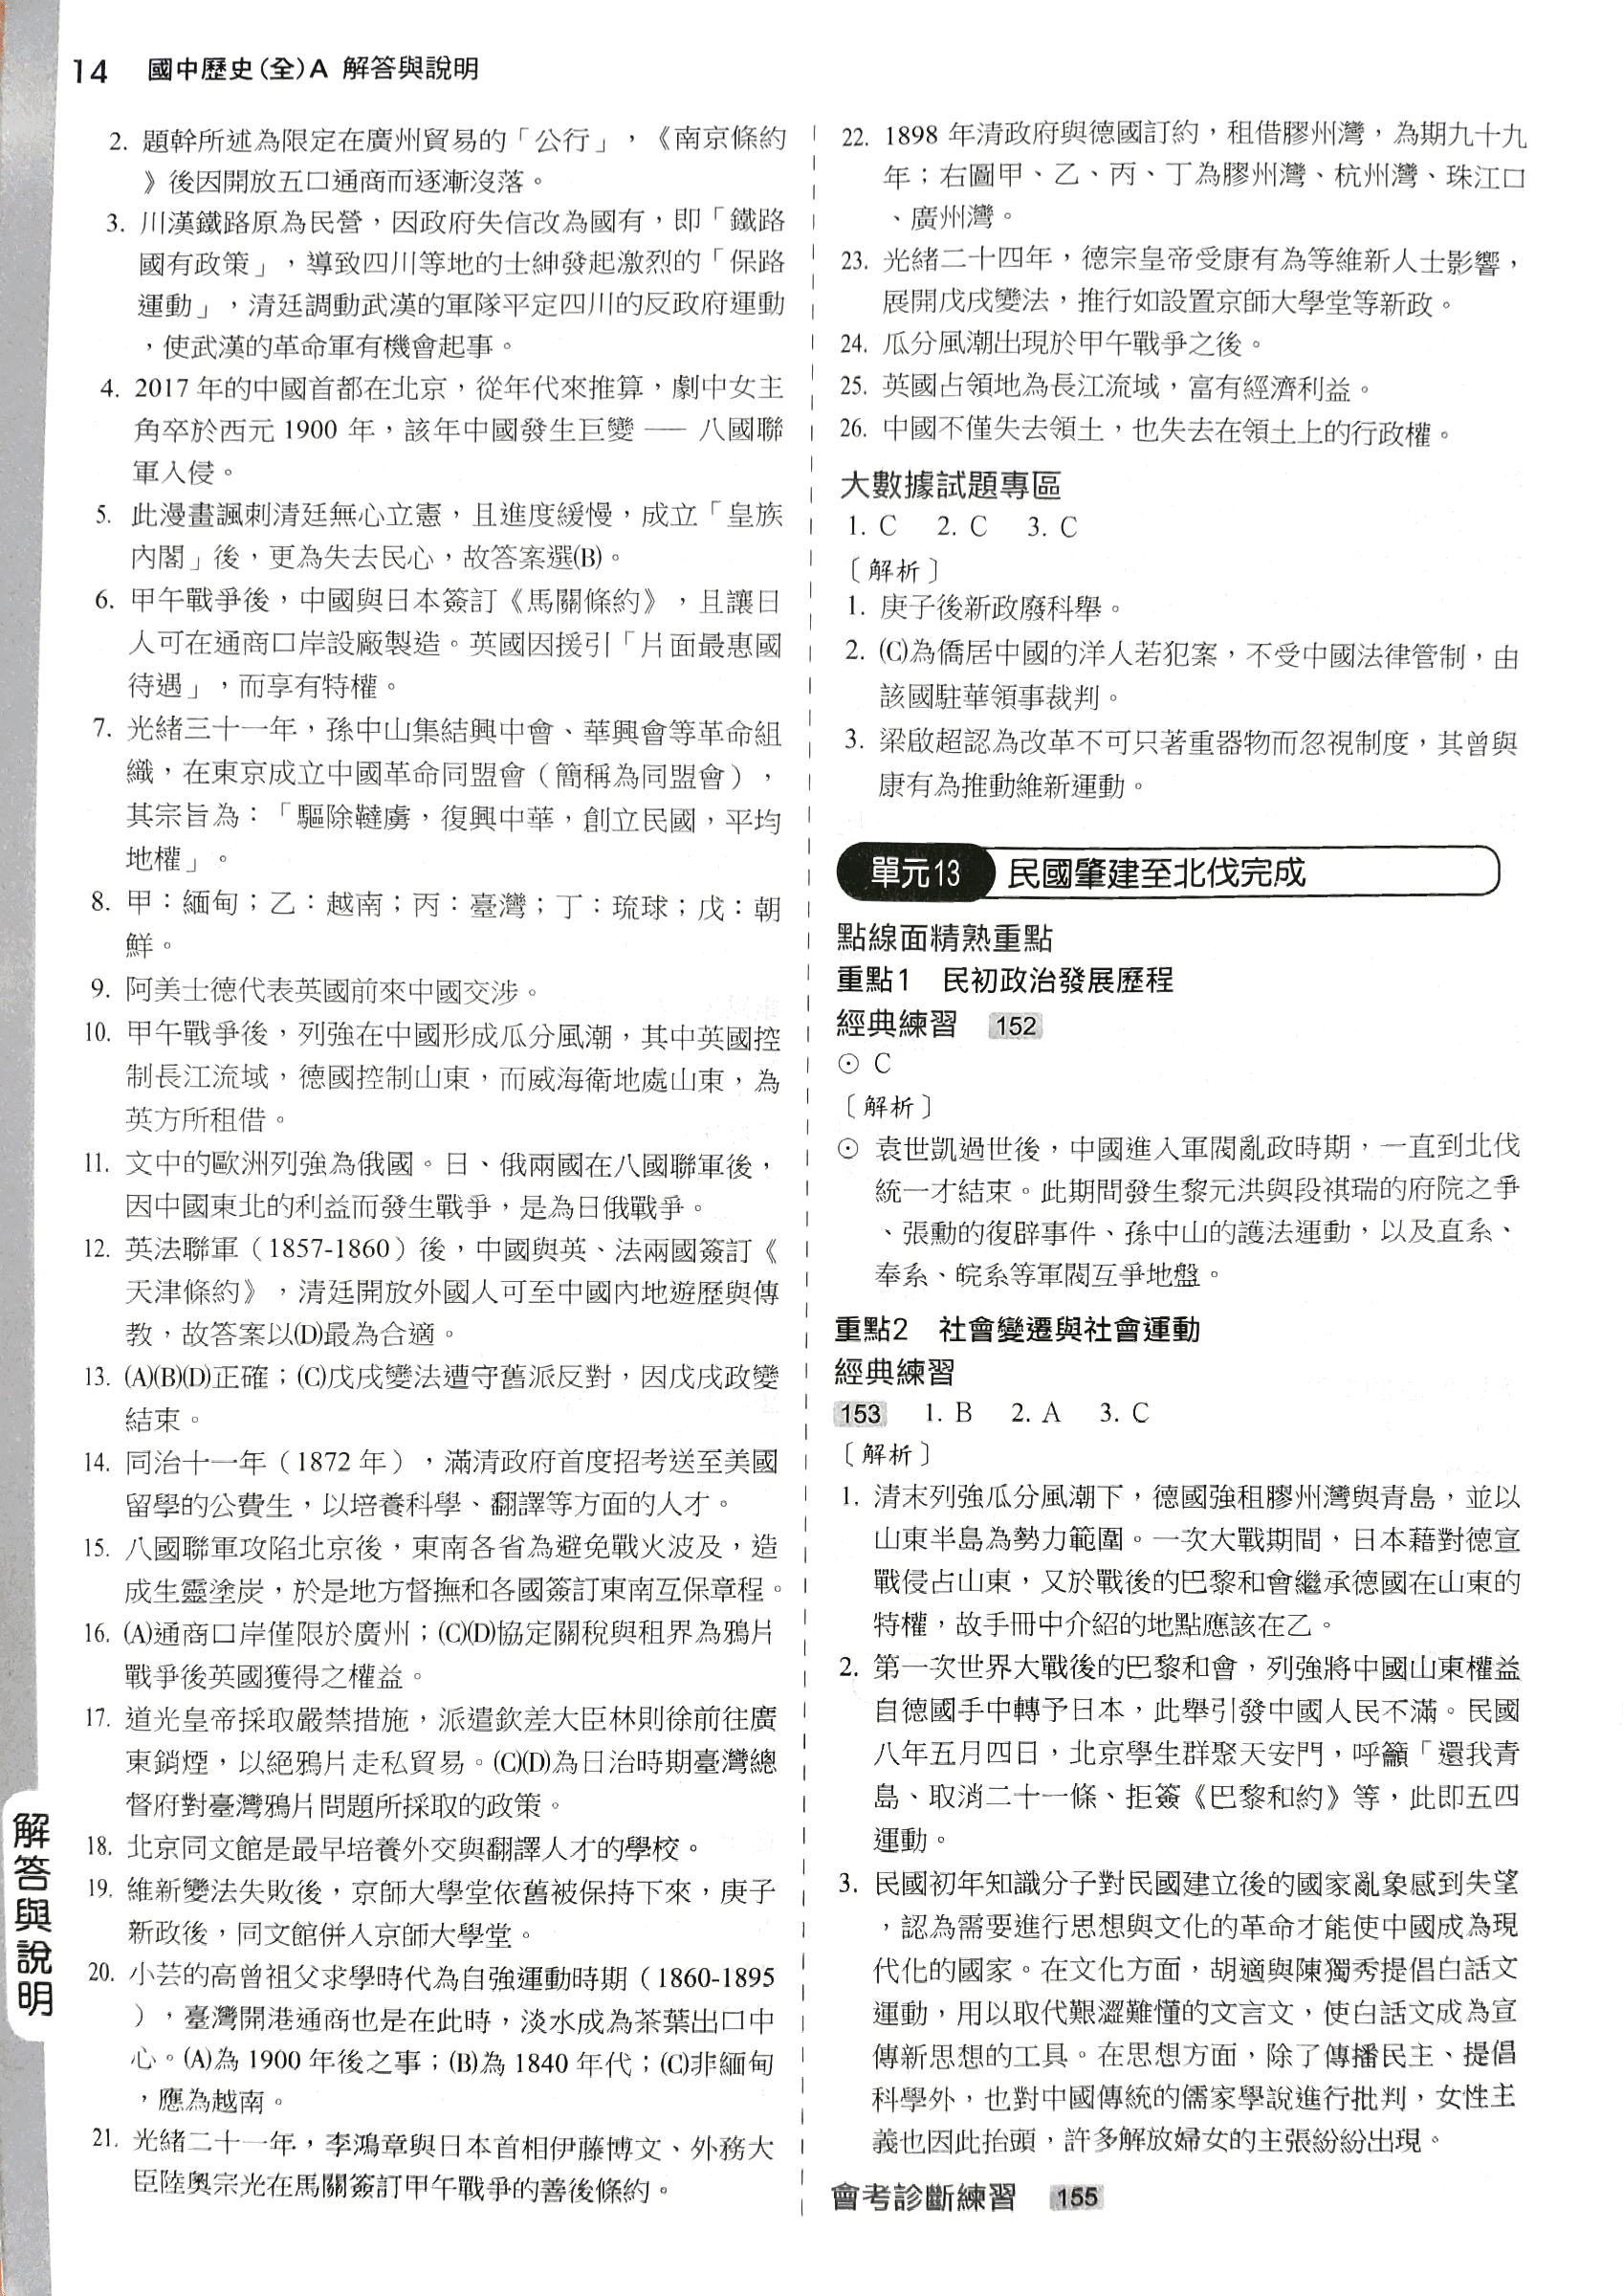 14 國中歷史(全)A 解答與說明
2. 題幹所述為限定在廣州貿易的「公行」，《南京條約
》後因開放五口通商而逐漸沒落。
3. 川漢鐵路原為民營，因政府失信改為國有，即「鐵路
國有政策」，導致四川等地的士紳發起激烈的「保路
運動」，清廷調動武漢的軍隊平定四川的反政府運動
，使武漢的革命軍有機會起事。
4. 2017 年的中國首都在北京，從年代來推算，劇中女主
角卒於西元 1900 年，該年中國發生巨變 —— 八國聯
軍入侵。
5. 此漫畫諷刺清廷無心立憲，且進度緩慢，成立「皇族
內閣」後，更為失去民心，故答案選(B)。
6. 甲午戰爭後，中國與日本簽訂《馬關條約》，且讓日
人可在通商口岸設廠製造。英國因援引「片面最惠國
待遇」，而享有特權。
7. 光緒三十一年，孫中山集結興中會、華興會等革命組
織，在東京成立中國革命同盟會（簡稱為同盟會），
其宗旨為：「驅除韃虜，復興中華，創立民國，平均
地權」。
8. 甲：緬甸；乙：越南；丙：臺灣；丁：琉球；戊：朝
鮮。
9. 阿美士德代表英國前來中國交涉。
10. 甲午戰爭後，列強在中國形成瓜分風潮，其中英國控
制長江流域，德國控制山東，而威海衛地處山東，為
英方所租借。
11. 文中的歐洲列強為俄國。日、俄兩國在八國聯軍後，
因中國東北的利益而發生戰爭，是為日俄戰爭。
12. 英法聯軍（1857-1860）後，中國與英、法兩國簽訂《
天津條約》，清廷開放外國人可至中國內地遊歷與傳
教，故答案以(D)最為合適。
13. (A)(B)(D)正確；(C)戊戌變法遭守舊派反對，因戊戌政變
結束。
14. 同治十一年（1872 年），滿清政府首度招考送至美國
留學的公費生，以培養科學、翻譯等方面的人才。
15. 八國聯軍攻陷北京後，東南各省為避免戰火波及，造
成生靈塗炭，於是地方督撫和各國簽訂東南互保章程。
16. (A)通商口岸僅限於廣州；(C)(D)協定關稅與租界為鴉片
戰爭後英國獲得之權益。
17. 道光皇帝採取嚴禁措施，派遣欽差大臣林則徐前往廣
東銷煙，以絕鴉片走私貿易。(C)(D)為日治時期臺灣總
督府對臺灣鴉片問題所採取的政策。
18. 北京同文館是最早培養外交與翻譯人才的學校。
19. 維新變法失敗後，京師大學堂依舊被保持下來，庚子
新政後，同文館併入京師大學堂。
20. 小芸的高曾祖父求學時代為自強運動時期（1860-1895
），臺灣開港通商也是在此時，淡水成為茶葉出口中
心。(A)為 1900 年後之事；(B)為 1840 年代；(C)非緬甸
，應為越南。
21. 光緒二十一年，李鴻章與日本首相伊藤博文、外務大
臣陸奧宗光在馬關簽訂甲午戰爭的善後條約。
22. 1898 年清政府與德國訂約，租借膠州灣，為期九十九
年；右圖甲、乙、丙、丁為膠州灣、杭州灣、珠江口
、廣州灣。
23. 光緒二十四年，德宗皇帝受康有為等維新人士影響，
展開戊戌變法，推行如設置京師大學堂等新政。
24. 瓜分風潮出現於甲午戰爭之後。
25. 英國占領地為長江流域，富有經濟利益。
26. 中國不僅失去領土，也失去在領土上的行政權。
大數據試題專區
1. C 2. C 3. C
〔解析〕
1. 庚子後新政廢科舉。
2. (C)為僑居中國的洋人若犯案，不受中國法律管制，由
該國駐華領事裁判。
3. 梁啟超認為改革不可只著重器物而忽視制度，其曾與
康有為推動維新運動。
單元13 民國肇建至北伐完成
點線面精熟重點
重點1 民初政治發展歷程
經典練習 152
⊙ C
〔解析〕
⊙ 袁世凱過世後，中國進入軍閥亂政時期，一直到北伐
統一才結束。此期間發生黎元洪與段祺瑞的府院之爭
、張勳的復辟事件、孫中山的護法運動，以及直系、
奉系、皖系等軍閥互爭地盤。
重點2 社會變遷與社會運動
經典練習
153 1. B 2. A 3. C
〔解析〕
1. 清末列強瓜分風潮下，德國強租膠州灣與青島，並以
山東半島為勢力範圍。一次大戰期間，日本藉對德宣
戰侵占山東，又於戰後的巴黎和會繼承德國在山東的
特權，故手冊中介紹的地點應該在乙。
2. 第一次世界大戰後的巴黎和會，列強將中國山東權益
自德國手中轉予日本，此舉引發中國人民不滿。民國
八年五月四日，北京學生群聚天安門，呼籲「還我青
島、取消二十一條、拒簽《巴黎和約》等，此即五四
運動。
3. 民國初年知識分子對民國建立後的國家亂象感到失望
，認為需要進行思想與文化的革命才能使中國成為現
代化的國家。在文化方面，胡適與陳獨秀提倡白話文
運動，用以取代艱澀難懂的文言文，使白話文成為宣
傳新思想的工具。在思想方面，除了傳播民主、提倡
科學外，也對中國傳統的儒家學說進行批判，女性主
義也因此抬頭，許多解放婦女的主張紛紛出現。
會考診斷練習 155
解答與說明